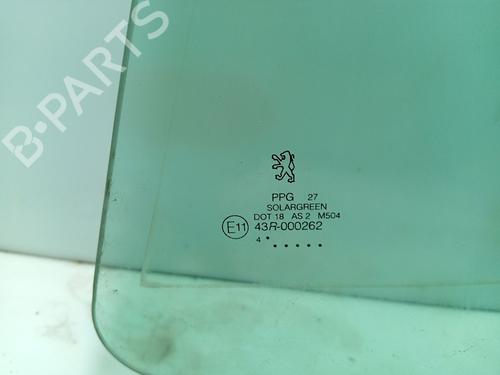 B-PARTS
PPG 27
SOLARGREEN
DOT 18 AS 2 M504
E11 43R-000262
4 • • • • • •